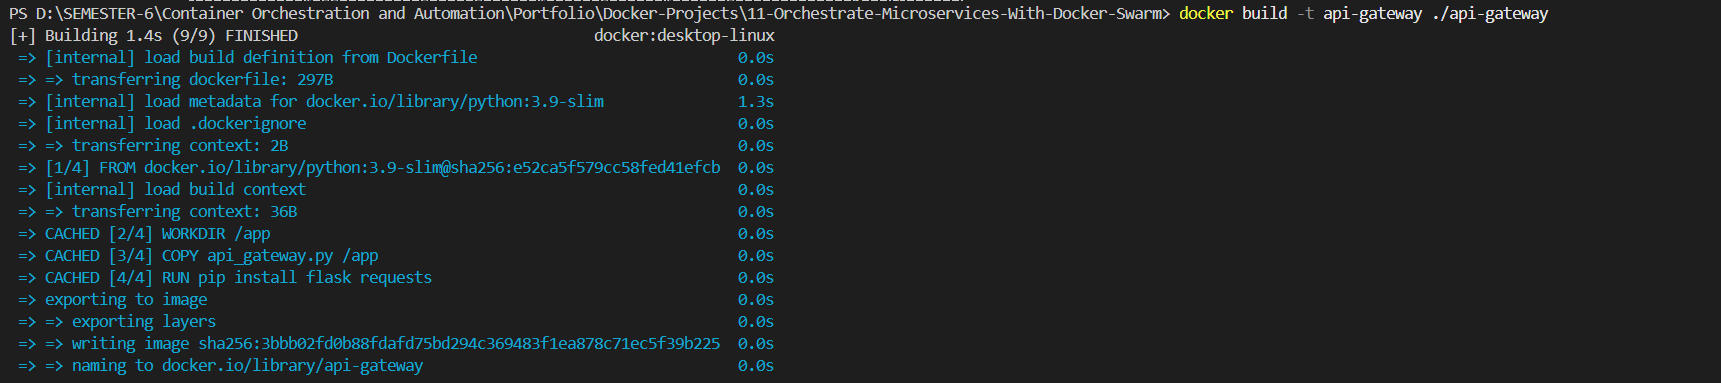 PS D:\SEMESTER-6\Container Orchestration and Automation\Portfolio\Docker-Projects\11-Orchestrate-Microservices-With-Docker-Swarm> docker build -t api-gateway ./api-gateway
[+] Building 1.4s (9/9) FINISHED docker:desktop-linux
=> [internal] load build definition from Dockerfile 0.0s
=> => transferring dockerfile: 297B 0.0s
=> [internal] load metadata for docker.io/library/python:3.9-slim 1.3s
=> [internal] load .dockerignore 0.0s
=> => transferring context: 2B 0.0s
=> [1/4] FROM docker.io/library/python:3.9-slim@sha256:e52ca5f579cc58fed41efcb 0.0s
=> [internal] load build context 0.0s
=> => transferring context: 36B 0.0s
=> CACHED [2/4] WORKDIR /app 0.0s
=> CACHED [3/4] COPY api_gateway.py /app 0.0s
=> CACHED [4/4] RUN pip install flask requests 0.0s
=> exporting to image 0.0s
=> => exporting layers 0.0s
=> => writing image sha256:3bbb02fd0b88fdafd75bd294c369483f1ea878c71ec5f39b225 0.0s
=> => naming to docker.io/library/api-gateway 0.0s